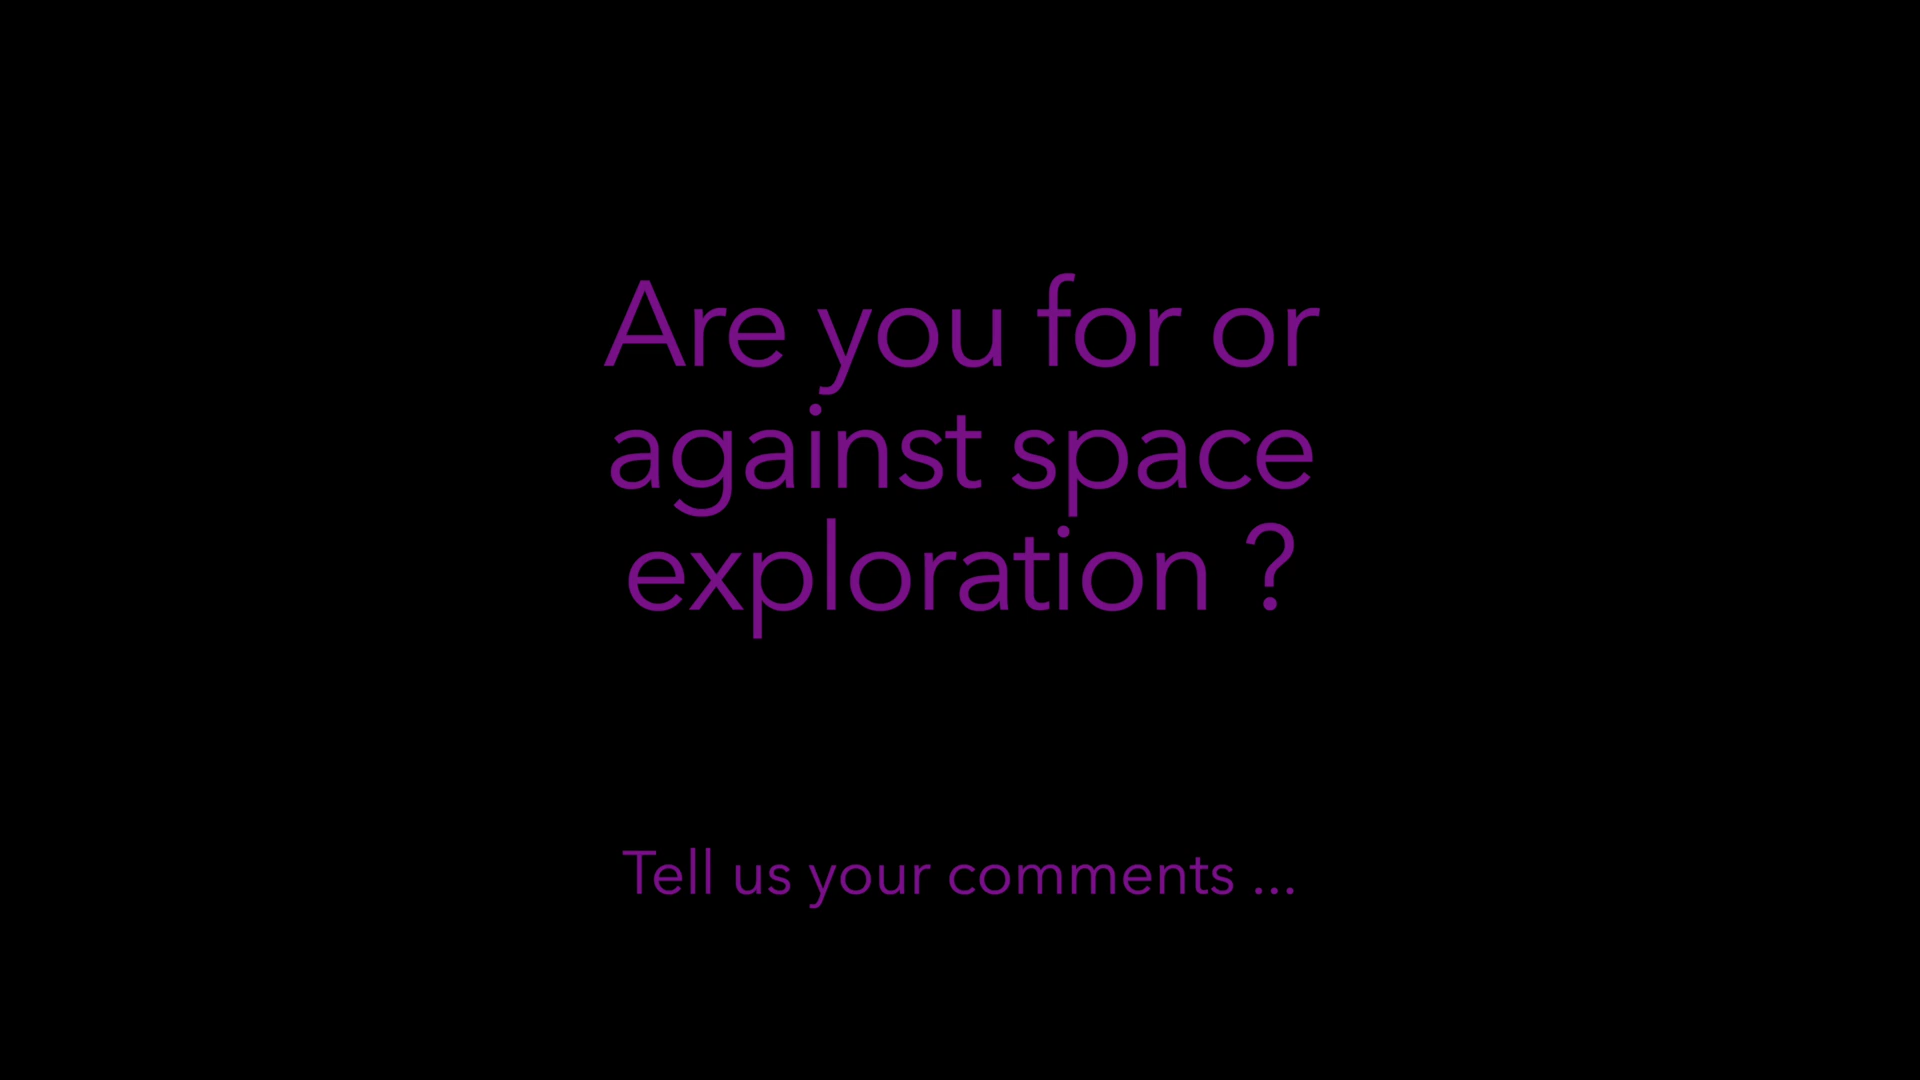 Are you for or
against space
exploration ?
Tell us your comments ...